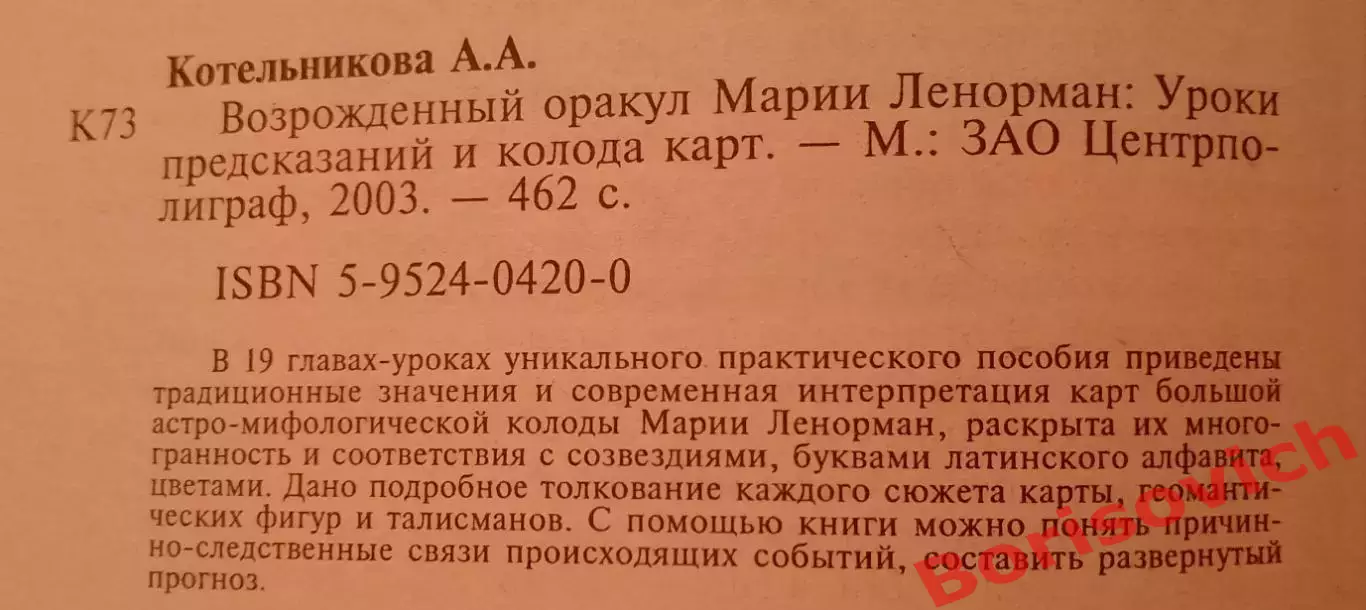 Котельникова А.А.
К73 Возрожденный оракул Марии Ленорман: Уроки
предсказаний и колода карт. — М.: ЗАО Центрпо-
лиграф, 2003. — 462 с.
ISBN 5-9524-0420-0
В 19 главах-уроках уникального практического пособия приведены
традиционные значения и современная интерпретация карт большой
астро-мифологической колоды Марии Ленорман, раскрыта их много-
гранность и соответствия с созвездиями, буквами латинского алфавита,
цветами. Дано подробное толкование каждого сюжета карты, геоманти-
ческих фигур и талисманов. С помощью книги можно понять причин-
но-следственные связи происходящих событий, составить развернутый
прогноз.
Borisovich